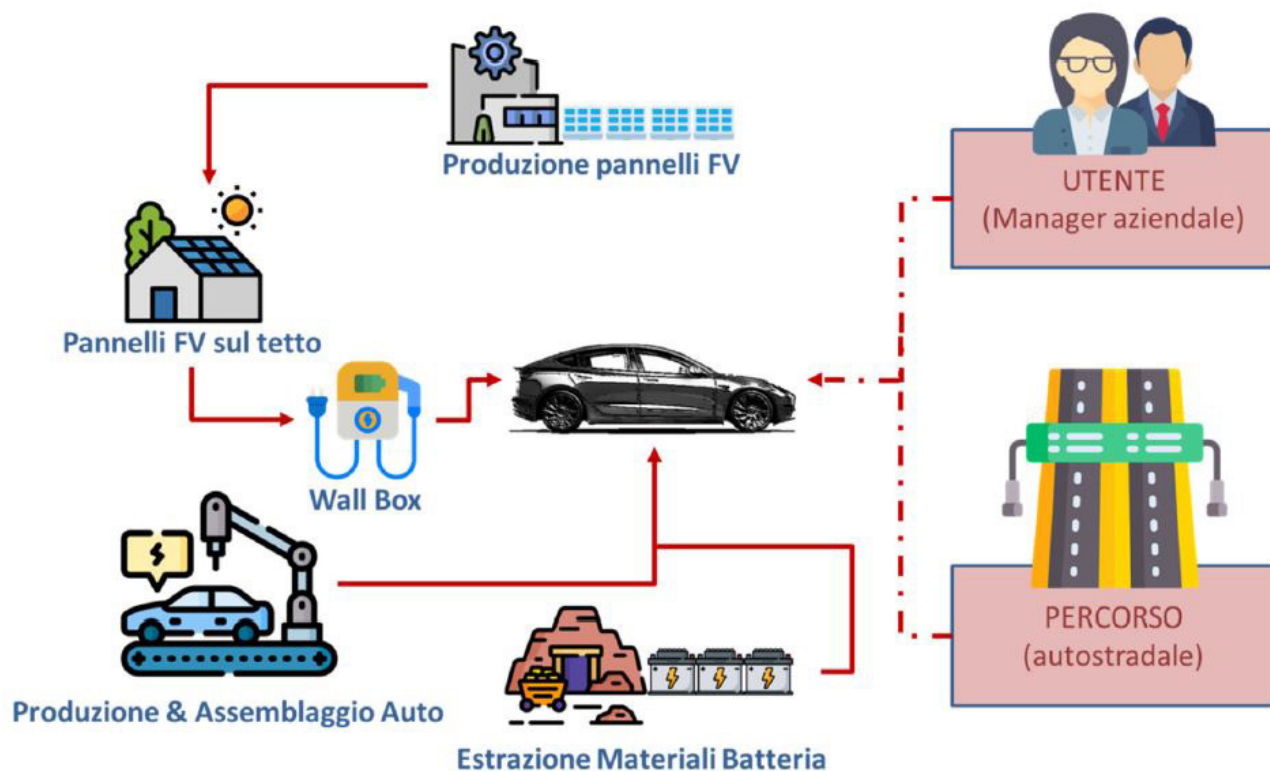 Produzione pannelli FV
UTENTE
(Manager aziendale)
Pannelli FV sul tetto
Wall Box
PERCORSO
(autostradale)
Produzione & Assemblaggio Auto
Estrazione Materiali Batteria